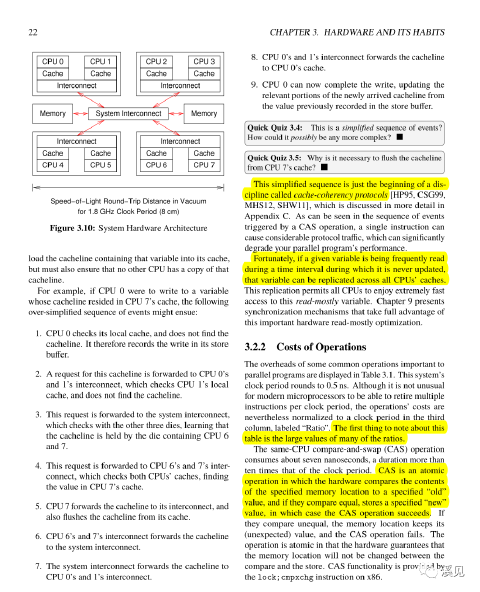 22
CHAPTER 3. HARDWARE AND ITS HABITS
CPU 0 CPU 1 CPU 2 CPU 3
Cache Cache Cache Cache
Interconnect Interconnect
Memory System Interconnect Memory
Interconnect Interconnect
Cache Cache Cache Cache
CPU 4 CPU 5 CPU 6 CPU 7
Speed−of−Light Round−Trip Distance in Vacuum
for 1.8 GHz Clock Period (8 cm)
Figure 3.10: System Hardware Architecture
load the cacheline containing that variable into its cache,
but must also ensure that no other CPU has a copy of that
cacheline.
For example, if CPU 0 were to write to a variable
whose cacheline resided in CPU 7's cache, the following
over-simplified sequence of events might ensue:
1. CPU 0 checks its local cache, and does not find the
cacheline. It therefore records the write in its store
buffer.
2. A request for this cacheline is forwarded to CPU 0's
and 1's interconnect, which checks CPU 1's local
cache, and does not find the cacheline.
3. This request is forwarded to the system interconnect,
which checks with the other three dies, learning that
the cacheline is held by the die containing CPU 6
and 7.
4. This request is forwarded to CPU 6's and 7's inter-
connect, which checks both CPUs' caches, finding
the value in CPU 7's cache.
5. CPU 7 forwards the cacheline to its interconnect, and
also flushes the cacheline from its cache.
6. CPU 6's and 7's interconnect forwards the cacheline
to the system interconnect.
7. The system interconnect forwards the cacheline to
CPU 0's and 1's interconnect.
8. CPU 0's and 1's interconnect forwards the cacheline
to CPU 0's cache.
9. CPU 0 can now complete the write, updating the
relevant portions of the newly arrived cacheline from
the value previously recorded in the store buffer.
Quick Quiz 3.4: This is a simplified sequence of events?
How could it possibly be any more complex? ■
Quick Quiz 3.5: Why is it necessary to flush the cacheline
from CPU 7's cache? ■
This simplified sequence is just the beginning of a dis-
cipline called cache-coherency protocols [HP95, CSG99,
MHS12, SHW11], which is discussed in more detail in
Appendix C. As can be seen in the sequence of events
triggered by a CAS operation, a single instruction can
cause considerable protocol traffic, which can significantly
degrade your parallel program's performance.
Fortunately, if a given variable is being frequently read
during a time interval during which it is never updated,
that variable can be replicated across all CPUs' caches.
This replication permits all CPUs to enjoy extremely fast
access to this read-mostly variable. Chapter 9 presents
synchronization mechanisms that take full advantage of
this important hardware read-mostly optimization.
3.2.2 Costs of Operations
The overheads of some common operations important to
parallel programs are displayed in Table 3.1. This system's
clock period rounds to 0.5 ns. Although it is not unusual
for modern microprocessors to be able to retire multiple
instructions per clock period, the operations' costs are
nevertheless normalized to a clock period in the third
column, labeled "Ratio". The first thing to note about this
table is the large values of many of the ratios.
The same-CPU compare-and-swap (CAS) operation
consumes about seven nanoseconds, a duration more than
ten times that of the clock period. CAS is an atomic
operation in which the hardware compares the contents
of the specified memory location to a specified "old"
value, and if they compare equal, stores a specified "new"
value, in which case the CAS operation succeeds. If
they compare unequal, the memory location keeps its
(unexpected) value, and the CAS operation fails. The
operation is atomic in that the hardware guarantees that
the memory location will not be changed between the
compare and the store. CAS functionality is provided by
the lock;cmpxchg instruction on x86.
溪见